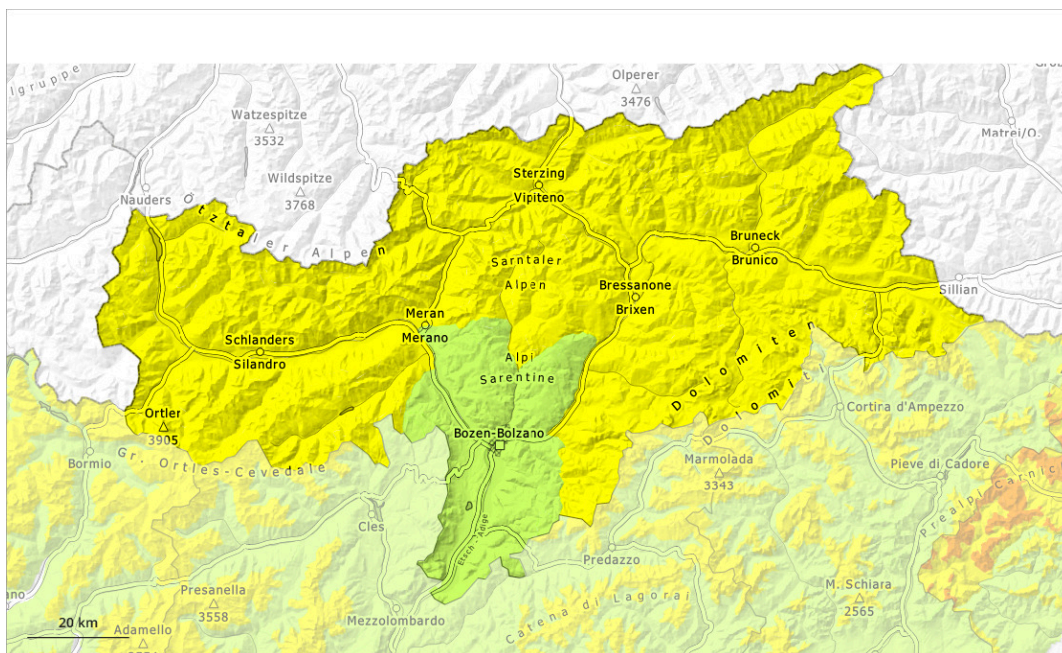 Olperer
3476
Watzespitze
3532
Matrei/O.
Wildspitze
3768
Nauders
Sterzing
Vipiteno
Ötztaler Alpen
Bruneck
Brunico
Sarntaler
Alpen
Bressanone
Brixen
Sillian
Meran
Merano
Schlanders
Silandro
Alpi
Sarentine
Dolomiten
Dolomiti
Ortler
3905
Cortina d'Ampezzo
Bozen-Bolzano
Bormio
Gr. Ortles-Cevedale
Marmolada
3343
Pieve di Cadore
Prealpi Carnic
Cles
Etsch - Adige
Predazzo
Presanella
3558
M. Schiara
2565
Catena di Lagorai
Mezzolombardo
20 km
Adamello